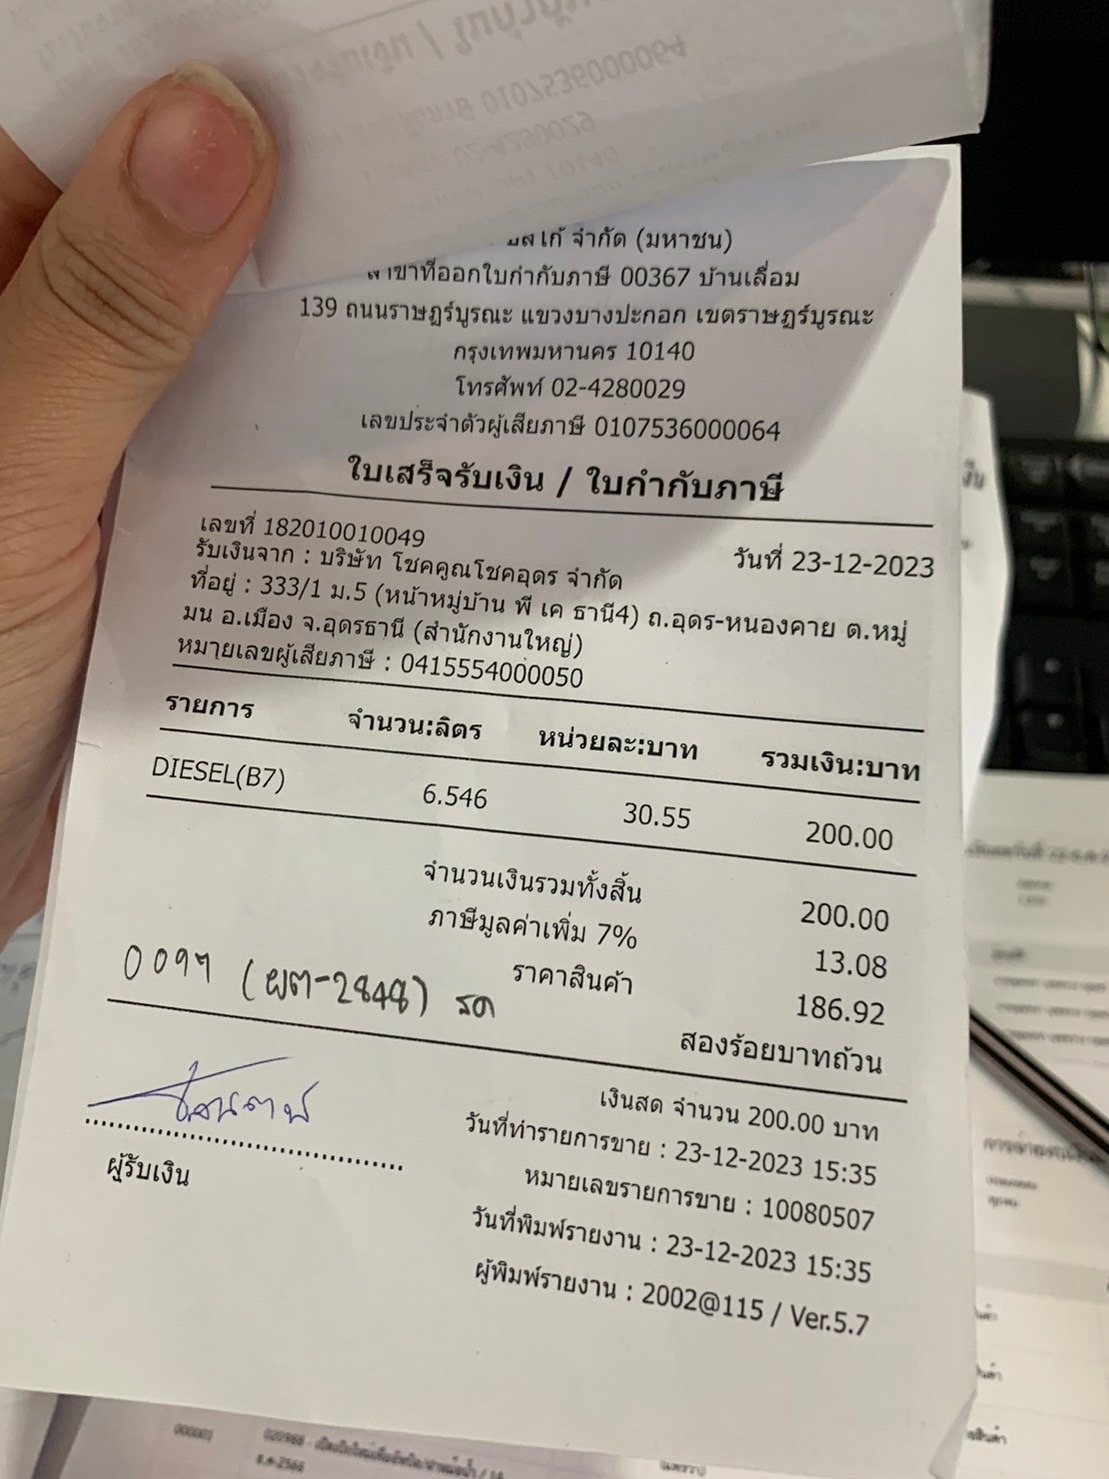 จำกัด (มหาชน)
สาขาที่ออกใบกำกับภาษี 00367 บ้านเลื่อม
139 ถนนราษฎร์บูรณะ แขวงบางปะกอก เขตราษฎร์บูรณะ
กรุงเทพมหานคร 10140
โทรศัพท์ 02-4280029
เลขประจำตัวผู้เสียภาษี 0107536000064
ใบเสร็จรับเงิน / ใบกำกับภาษี
เลขที่ 182010010049
วันที่ 23-12-2023
รับเงินจาก : บริษัท โชคคูณโชคอุดร จำกัด
ที่อยู่ : 333/1 ม.5 (หน้าหมู่บ้าน พี เค ธานี4) ถ.อุดร-หนองคาย ต.หมู่
มน อ.เมือง จ.อุดรธานี (สำนักงานใหญ่)
หมายเลขผู้เสียภาษี : 0415554000050
รายการ จำนวน:ลิตร หน่วยละ:บาท รวมเงิน:บาท
DIESEL(B7) 6.546 30.55 200.00
จำนวนเงินรวมทั้งสิ้น 200.00
ภาษีมูลค่าเพิ่ม 7% 13.08
ราคาสินค้า 186.92
0097 (ผต-2848) รถ
สองร้อยบาทถ้วน
เงินสด จำนวน 200.00 บาท
วันที่ทำรายการขาย : 23-12-2023 15:35
หมายเลขรายการขาย : 10080507
วันที่พิมพ์รายงาน : 23-12-2023 15:35
ผู้พิมพ์รายงาน : 2002@115 / Ver.5.7
ผู้รับเงิน